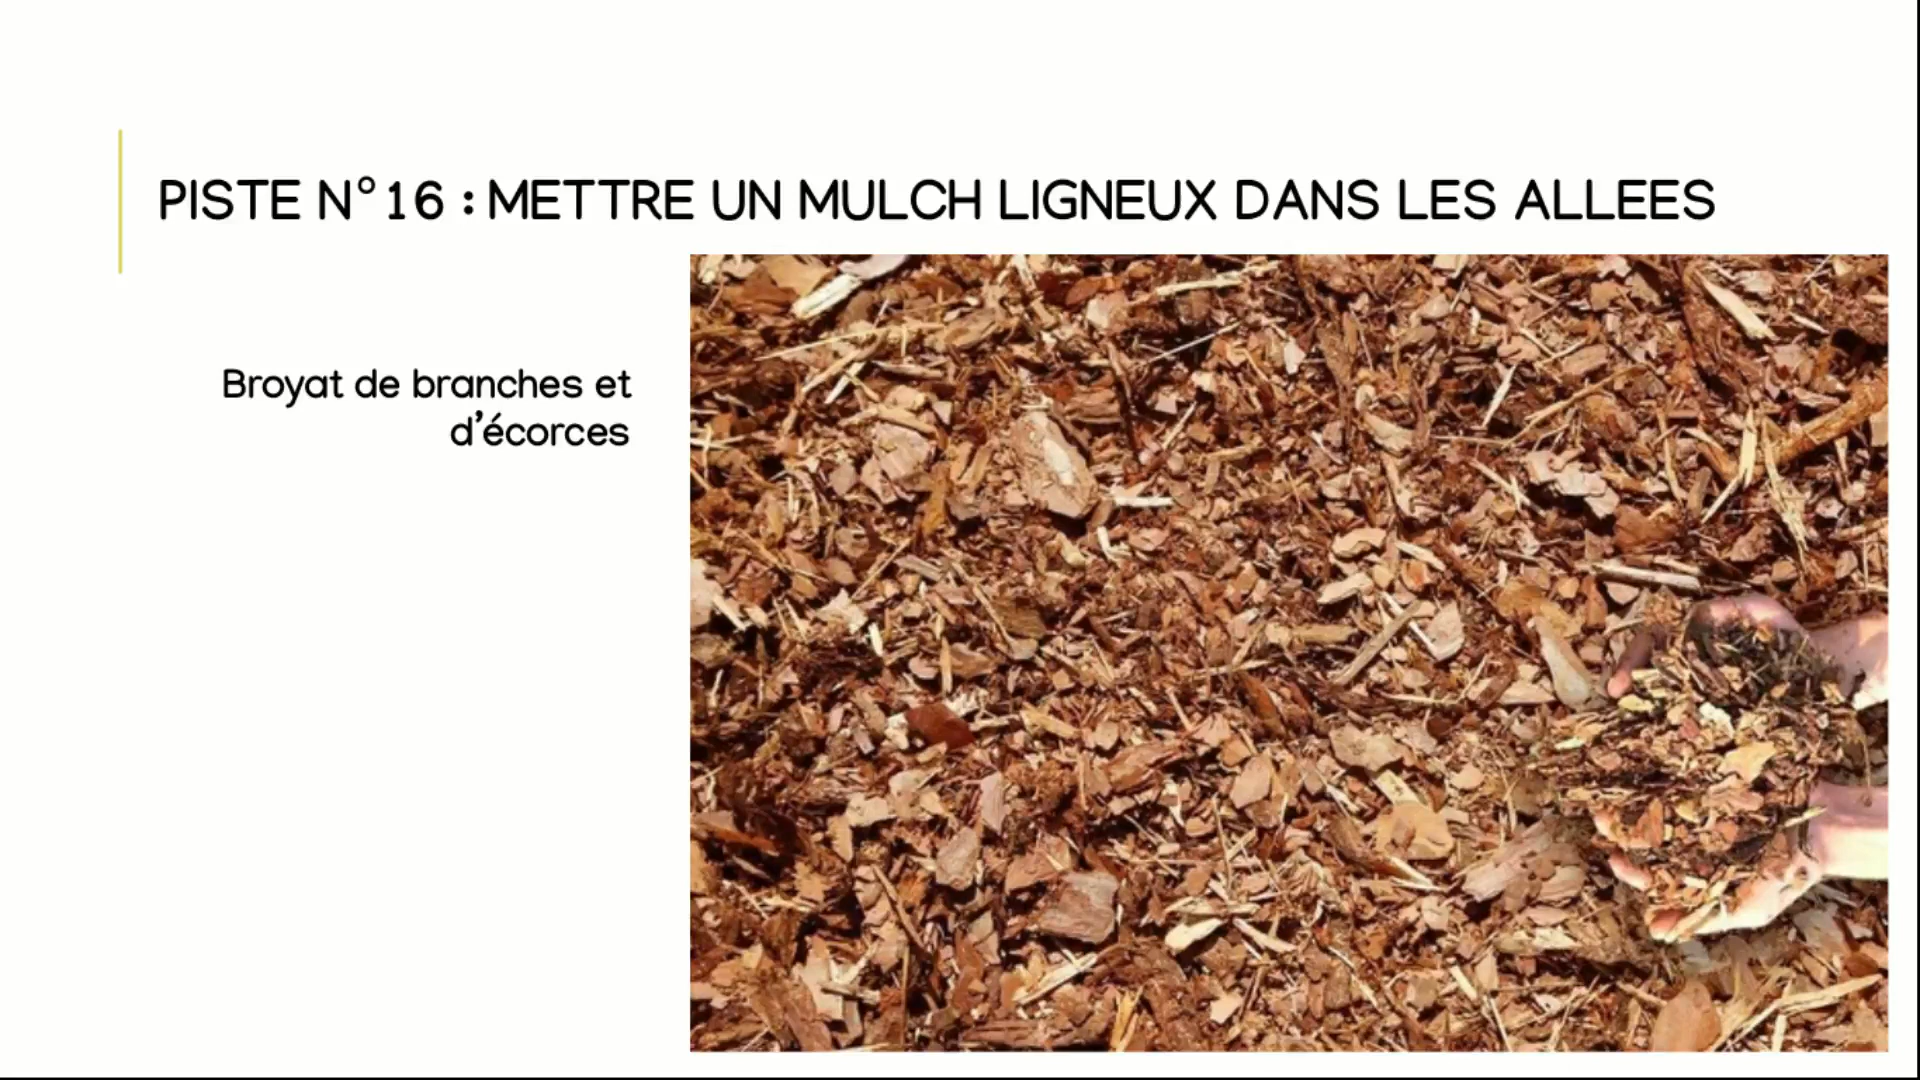 PISTE N°16 : METTRE UN MULCH LIGNEUX DANS LES ALLEES
Broyat de branches et
d'écorces